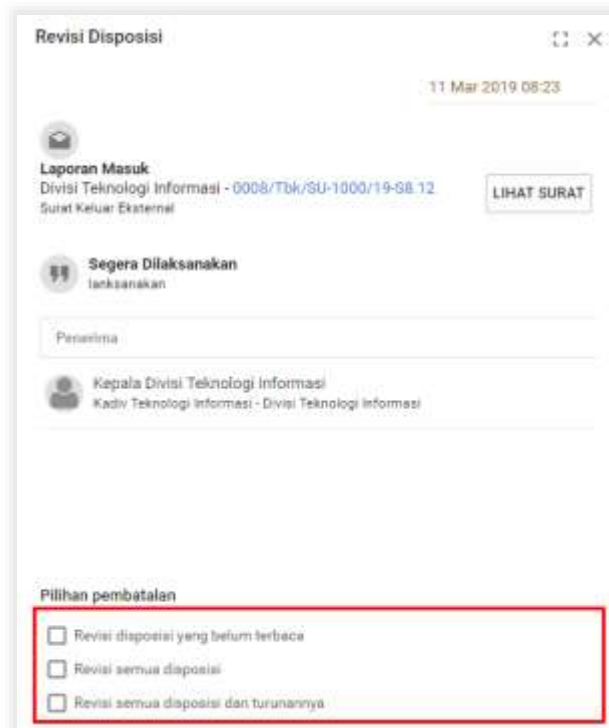 Revisi Disposisi
11 Mar 2019 08:23
Laporan Masuk
Divisi Teknologi Informasi - 0008/Tbk/SU-1000/19-S8.12
LIHAT SURAT
Surat Keluar Eksternal
Segera Dilaksanakan
lanksanakan
Penerima
Kepala Divisi Teknologi Informasi
Kadiv Teknologi Informasi - Divisi Teknologi Informasi
Pilihan pembatalan
Revisi disposisi yang belum terbaca
Revisi semua disposisi
Revisi semua disposisi dan turunannya